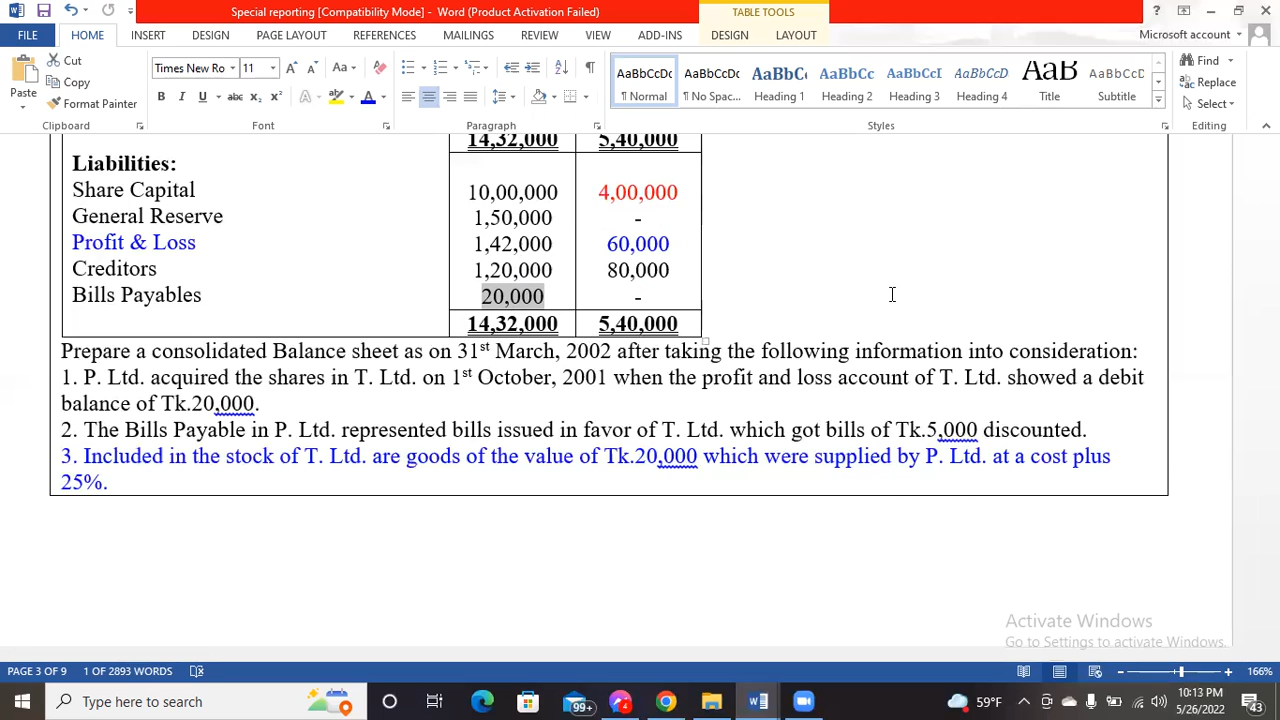 Special reporting [Compatibility Mode] - Word (Product Activation Failed)
TABLE TOOLS
FILE HOME INSERT DESIGN PAGE LAYOUT REFERENCES MAILINGS REVIEW VIEW ADD-INS DESIGN LAYOUT Microsoft account
Paste Cut Copy Format Painter
Times New Ro 11
AaBbCcDc AaBbCcDc AaBbC AaBbCc AaBbCcI AaBbCcD AaB AaBbCcD
¶ Normal ¶ No Spac... Heading 1 Heading 2 Heading 3 Heading 4 Title Subtitle
Find Replace Select
Clipboard Font Paragraph Styles Editing
14,32,000 5,40,000
Liabilities:
Share Capital 10,00,000 4,00,000
General Reserve 1,50,000 -
Profit & Loss 1,42,000 60,000
Creditors 1,20,000 80,000
Bills Payables 20,000 -
14,32,000 5,40,000
Prepare a consolidated Balance sheet as on 31st March, 2002 after taking the following information into consideration:
1. P. Ltd. acquired the shares in T. Ltd. on 1st October, 2001 when the profit and loss account of T. Ltd. showed a debit
balance of Tk.20,000.
2. The Bills Payable in P. Ltd. represented bills issued in favor of T. Ltd. which got bills of Tk.5,000 discounted.
3. Included in the stock of T. Ltd. are goods of the value of Tk.20,000 which were supplied by P. Ltd. at a cost plus
25%.
Activate Windows
Go to Settings to activate Windows.
PAGE 3 OF 9 1 OF 2893 WORDS 166%
Type here to search 99+ 59°F 10:13 PM
5/26/2022 43